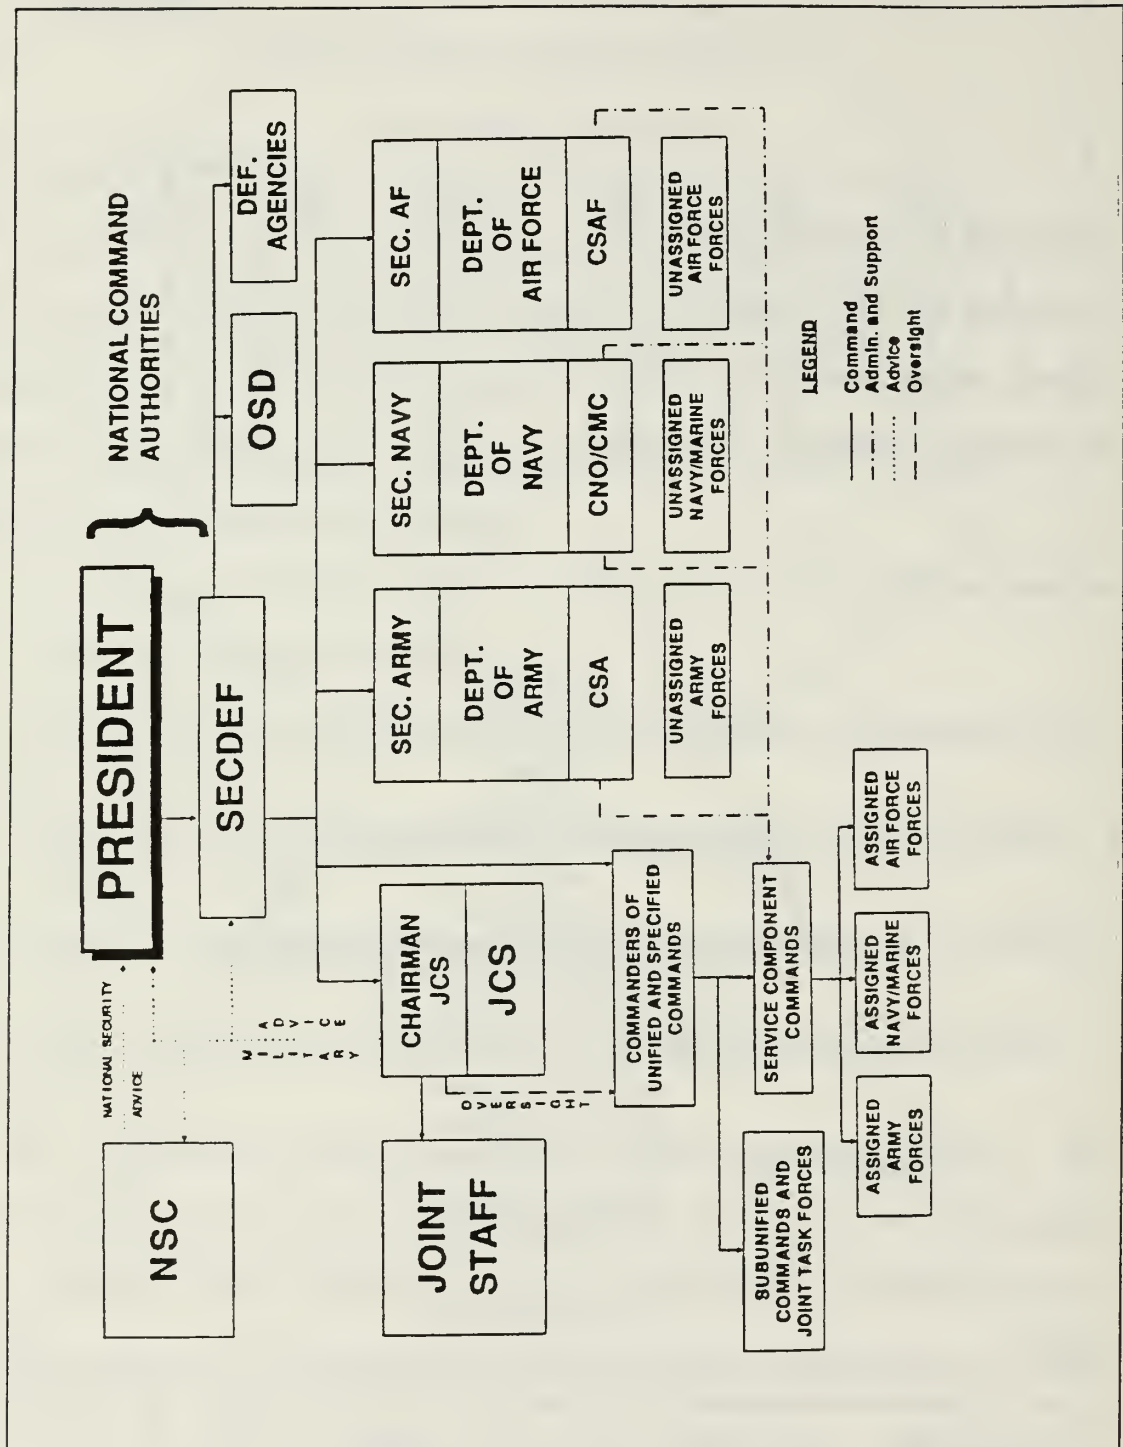 NATIONAL COMMAND
AUTHORITIES
PRESIDENT
NATIONAL SECURITY
ADVICE
NSC
SECDEF
OSD
DEF.
AGENCIES
MILITARY
ADVICE
CHAIRMAN
JCS
JCS
JOINT
STAFF
OVERSIGHT
SEC. ARMY
DEPT.
OF
ARMY
CSA
SEC. NAVY
DEPT.
OF
NAVY
CNO/CMC
SEC. AF
DEPT.
OF
AIR FORCE
CSAF
COMMANDERS OF
UNIFIED AND SPECIFIED
COMMANDS
UNASSIGNED
ARMY
FORCES
UNASSIGNED
NAVY/MARINE
FORCES
UNASSIGNED
AIR FORCE
FORCES
SUBUNIFIED
COMMANDS AND
JOINT TASK FORCES
SERVICE COMPONENT
COMMANDS
ASSIGNED
ARMY
FORCES
ASSIGNED
NAVY/MARINE
FORCES
ASSIGNED
AIR FORCE
FORCES
LEGEND
Command
Admin. and Support
Advice
Oversight